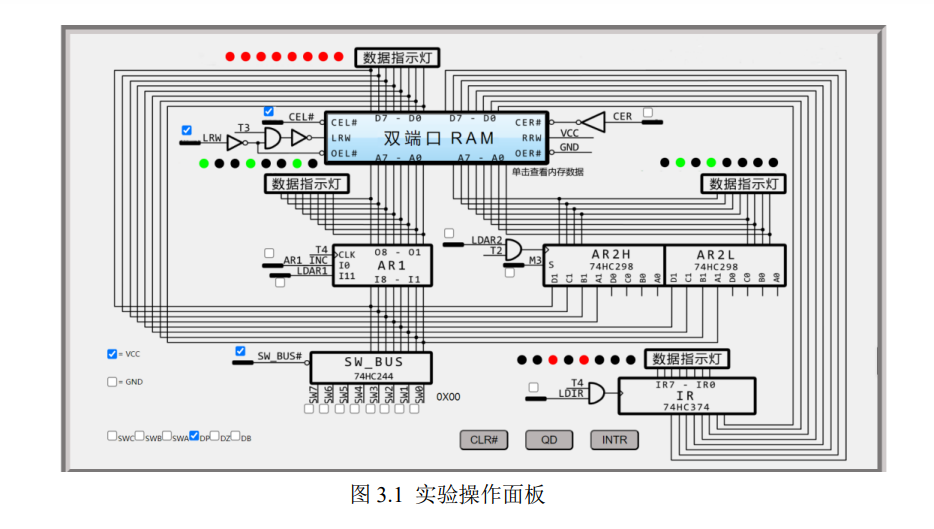 数据指示灯
D7 - D0 D7 - D0
CEL# CEL# CER# CER
T3
LRW LRW 双端口 RAM RRW VCC
OEL# OER# GND
A7 - A0 A7 - A0
单击查看内存数据
数据指示灯 数据指示灯
T4 CLK O8 - O1
AR1 INC I0 AR1
LDAR1 I11 I8 - I1
LDAR2
T2
M3 S
AR2H AR2L
74HC298 74HC298
D1 C1 B1 A1 D0 C0 B0 A0 D1 C1 B1 A1 D0 C0 B0 A0
= VCC
= GND
SW_BUS# SW_BUS
74HC244
SW7 SW6 SW5 SW4 SW3 SW2 SW1 SW0 0X00
数据指示灯
T4
LDIR
IR7 - IR0
IR
74HC374
SWC SWB SWA DP DZ DB
CLR# QD INTR
图 3.1 实验操作面板